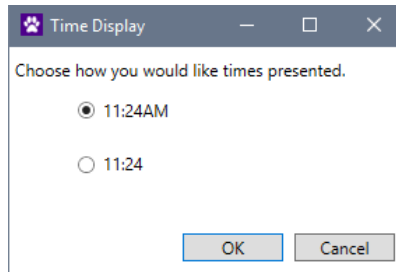 Time Display
Choose how you would like times presented.
11:24AM
11:24
OK Cancel